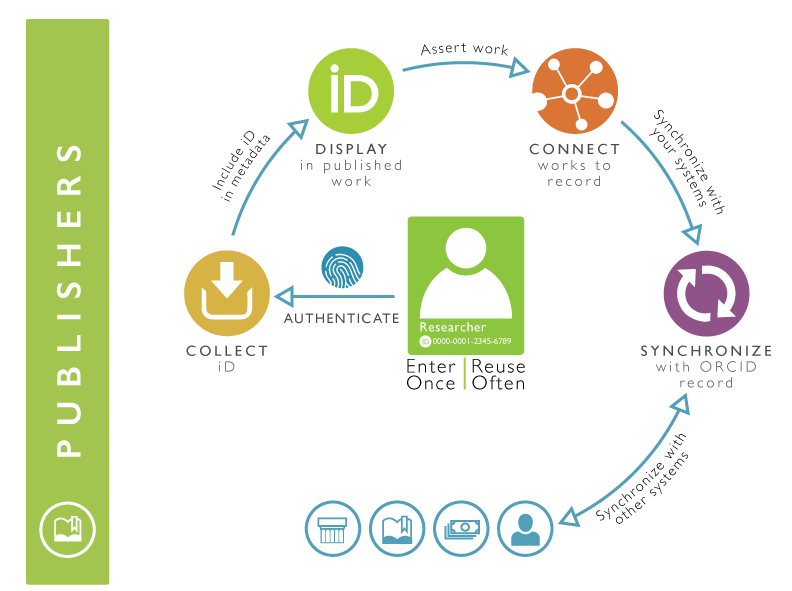 PUBLISHERS
Assert work
iD
DISPLAY
in published
work
CONNECT
works to
record
Include iD
in metadata
Synchronize with
your systems
AUTHENTICATE
COLLECT
iD
Researcher
iD 0000-0001-2345-6789
Enter
Once
Reuse
Often
SYNCHRONIZE
with ORCID
record
Synchronize with
other systems